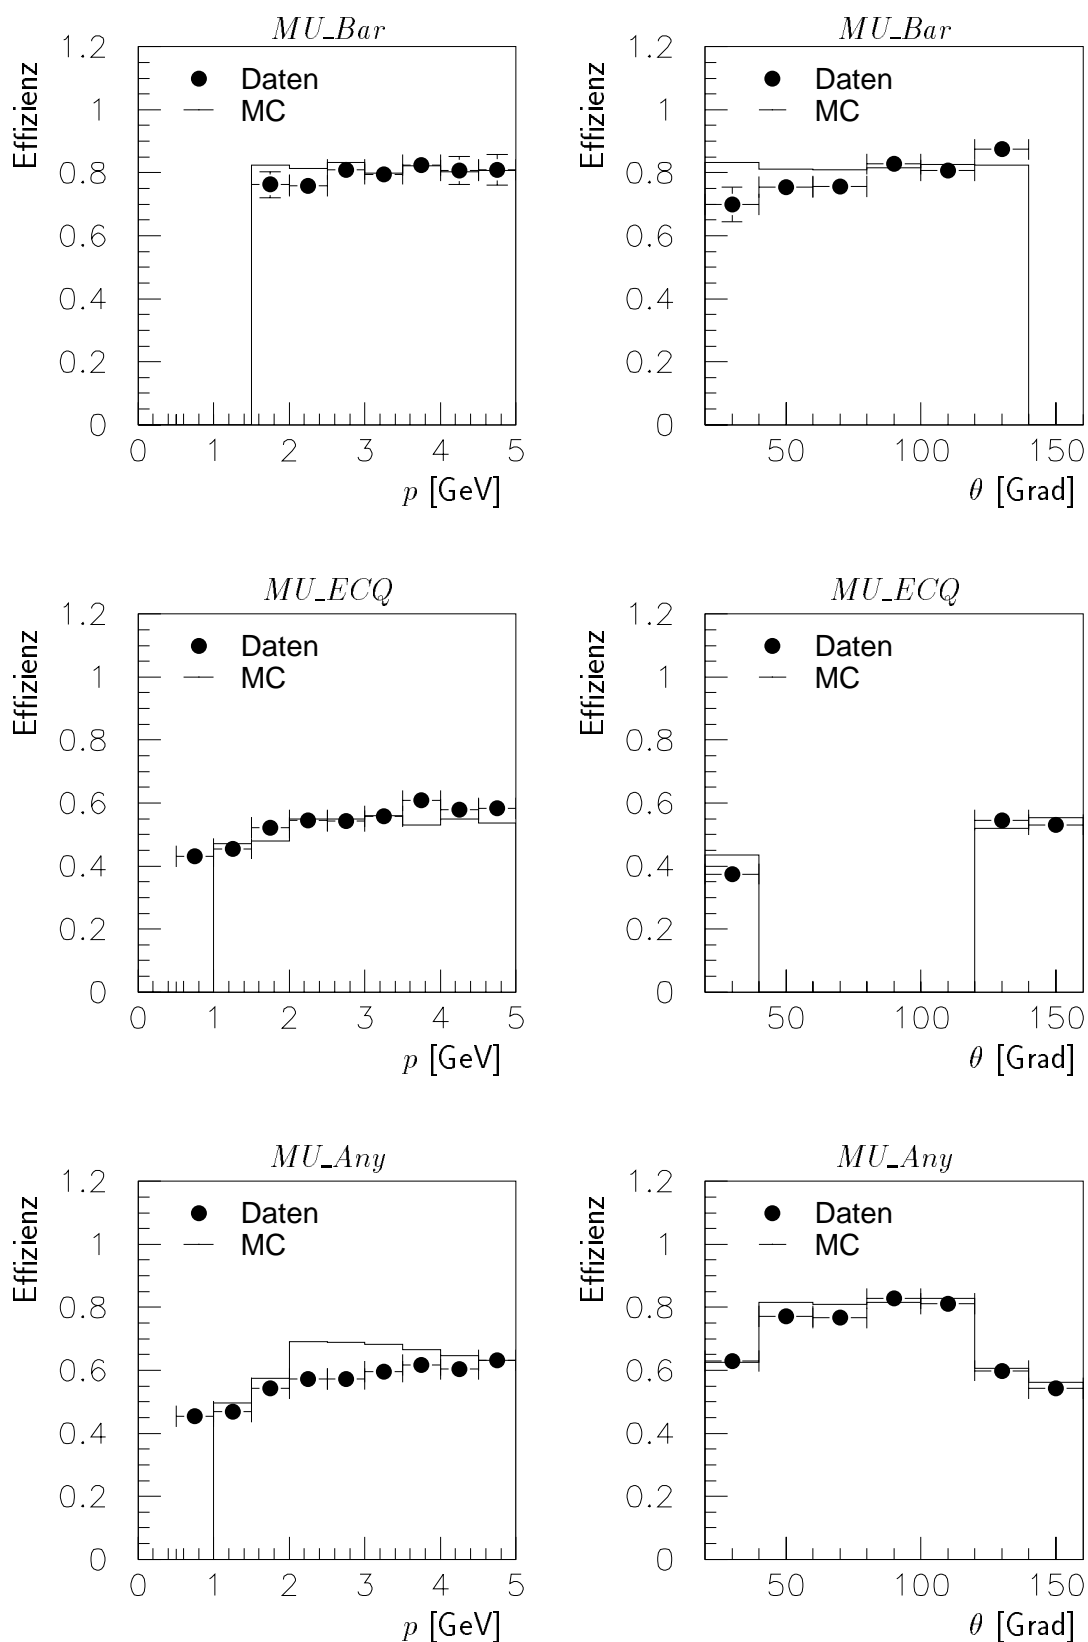 MU_Bar
Effizienz
Daten
MC
1.2
1
0.8
0.6
0.4
0.2
0
0 1 2 3 4 5
p [GeV]
MU_Bar
Effizienz
Daten
MC
1.2
1
0.8
0.6
0.4
0.2
0
50 100 150
θ [Grad]
MU_ECQ
Effizienz
Daten
MC
1.2
1
0.8
0.6
0.4
0.2
0
0 1 2 3 4 5
p [GeV]
MU_ECQ
Effizienz
Daten
MC
1.2
1
0.8
0.6
0.4
0.2
0
50 100 150
θ [Grad]
MU_Any
Effizienz
Daten
MC
1.2
1
0.8
0.6
0.4
0.2
0
0 1 2 3 4 5
p [GeV]
MU_Any
Effizienz
Daten
MC
1.2
1
0.8
0.6
0.4
0.2
0
50 100 150
θ [Grad]